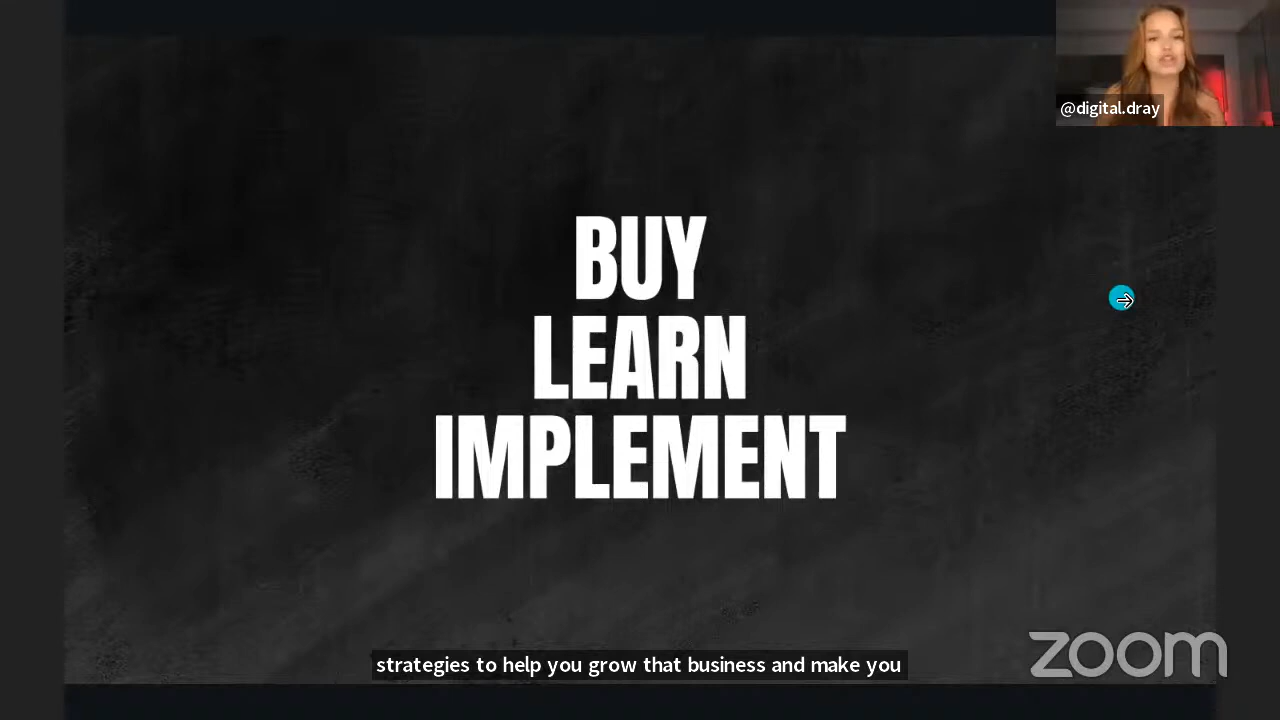 @digital.dray
BUY
LEARN
IMPLEMENT
strategies to help you grow that business and make you
zoom